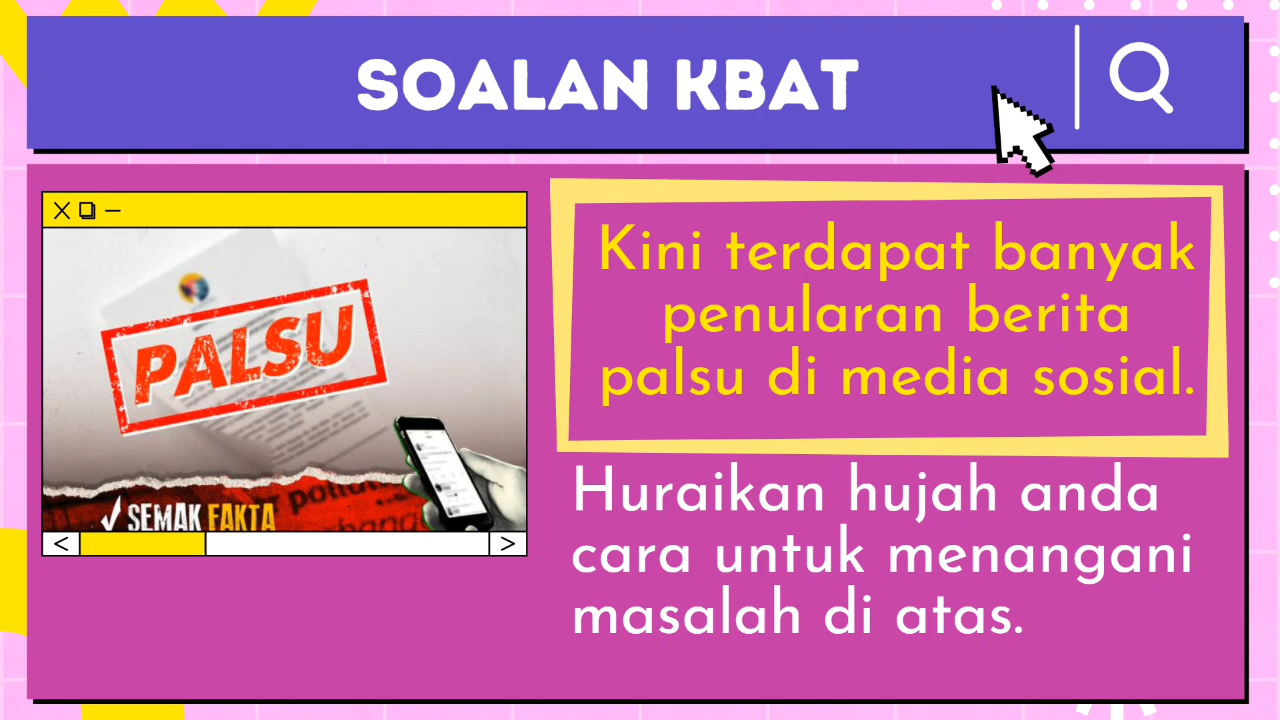 SOALAN KBAT
PALSU
SEMAK FAKTA
Kini terdapat banyak
penularan berita
palsu di media sosial.
Huraikan hujah anda
cara untuk menangani
masalah di atas.